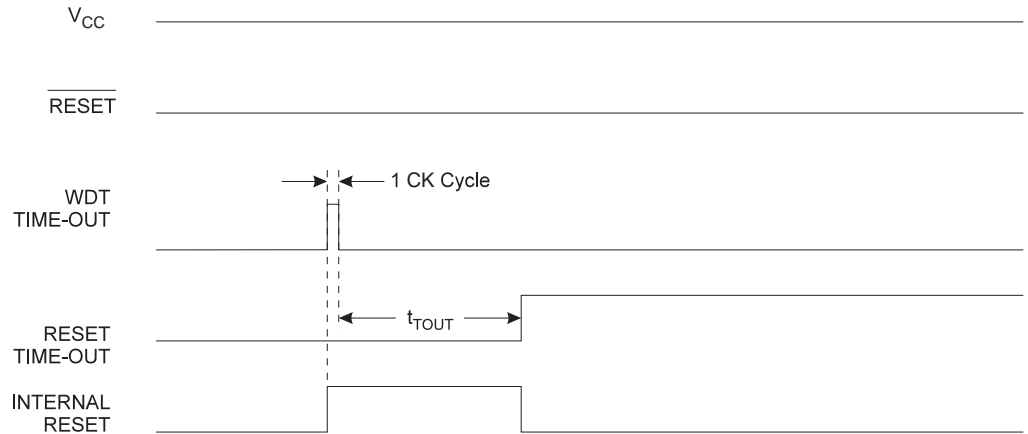 VCC
RESET
WDT
TIME-OUT
1 CK Cycle
RESET
TIME-OUT
tTOUT
INTERNAL
RESET